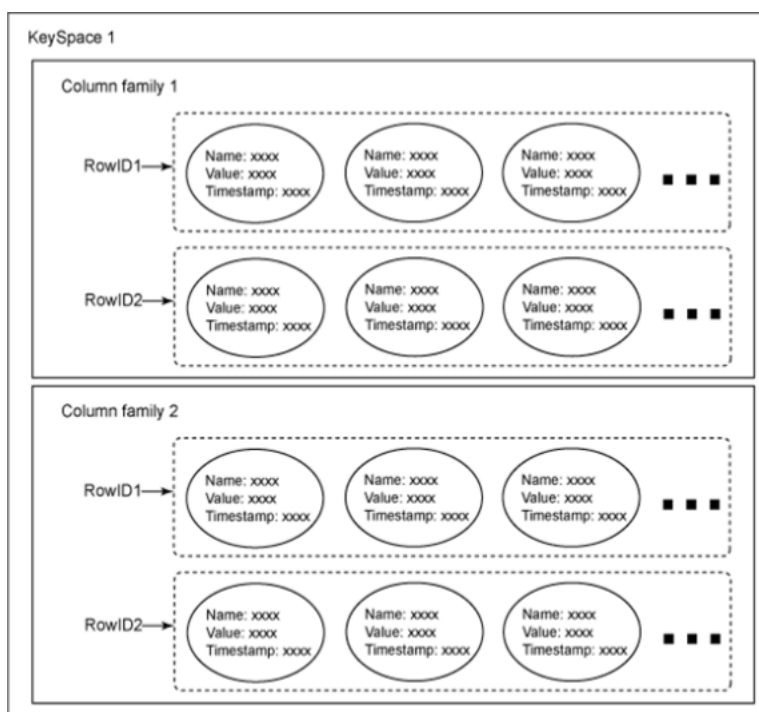 KeySpace 1
Column family 1
RowID1
Name: xxxx
Value: xxxx
Timestamp: xxxx
Name: xxxx
Value: xxxx
Timestamp: xxxx
Name: xxxx
Value: xxxx
Timestamp: xxxx
RowID2
Name: xxxx
Value: xxxx
Timestamp: xxxx
Name: xxxx
Value: xxxx
Timestamp: xxxx
Name: xxxx
Value: xxxx
Timestamp: xxxx
Column family 2
RowID1
Name: xxxx
Value: xxxx
Timestamp: xxxx
Name: xxxx
Value: xxxx
Timestamp: xxxx
Name: xxxx
Value: xxxx
Timestamp: xxxx
RowID2
Name: xxxx
Value: xxxx
Timestamp: xxxx
Name: xxxx
Value: xxxx
Timestamp: xxxx
Name: xxxx
Value: xxxx
Timestamp: xxxx